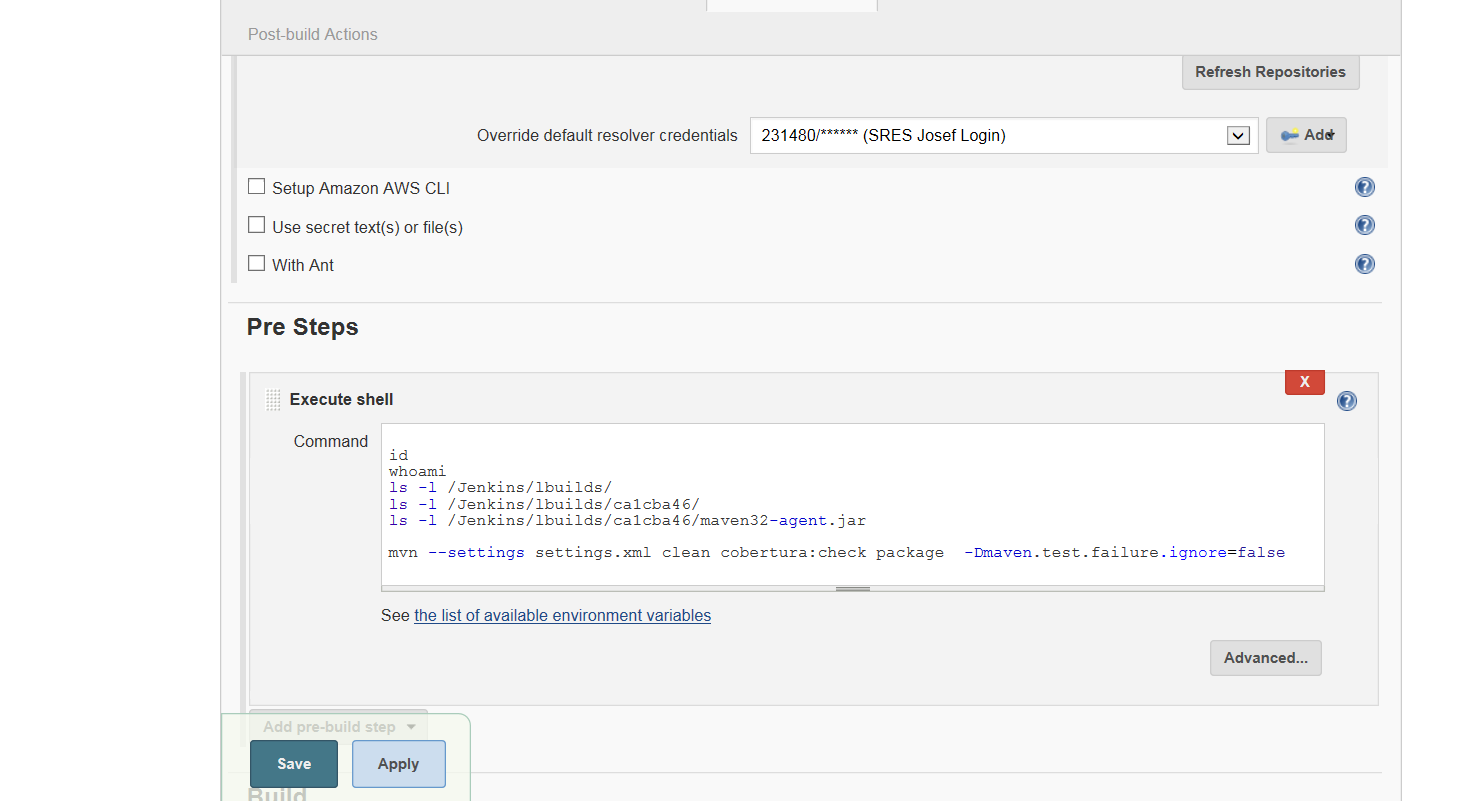 Post-build Actions
Refresh Repositories
Override default resolver credentials
231480/****** (SRES Josef Login)
Add
Setup Amazon AWS CLI
Use secret text(s) or file(s)
With Ant
Pre Steps
X
Execute shell
Command
id
whoami
ls -l /Jenkins/lbuilds/
ls -l /Jenkins/lbuilds/ca1cba46/
ls -l /Jenkins/lbuilds/ca1cba46/maven32-agent.jar
mvn --settings settings.xml clean cobertura:check package  -Dmaven.test.failure.ignore=false
See the list of available environment variables
Advanced...
Add pre-build step
Save
Apply
Build